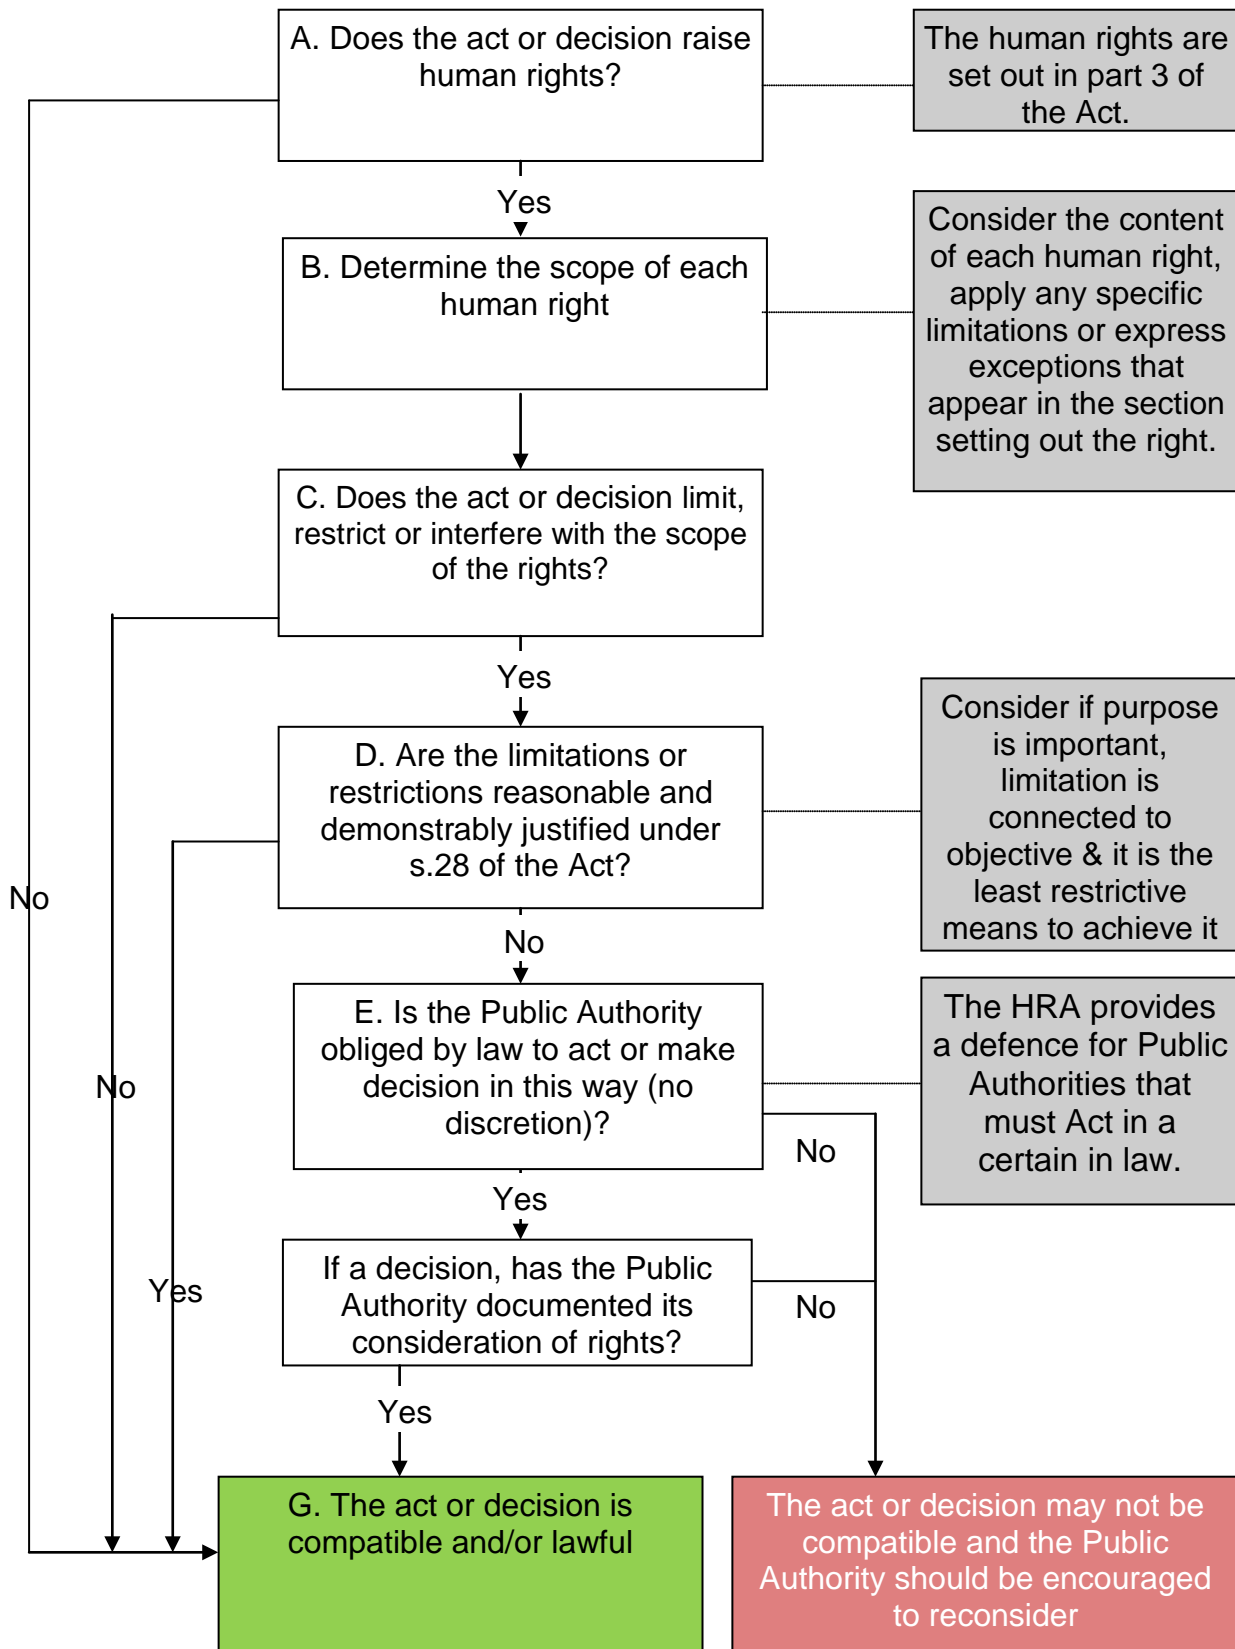 A. Does the act or decision raise
human rights?
The human rights are
set out in part 3 of
the Act.
Yes
B. Determine the scope of each
human right
Consider the content
of each human right,
apply any specific
limitations or express
exceptions that
appear in the section
setting out the right.
C. Does the act or decision limit,
restrict or interfere with the scope
of the rights?
Yes
D. Are the limitations or
restrictions reasonable and
demonstrably justified under
s.28 of the Act?
Consider if purpose
is important,
limitation is
connected to
objective & it is the
least restrictive
means to achieve it
No
No
E. Is the Public Authority
obliged by law to act or make
decision in this way (no
discretion)?
The HRA provides
a defence for Public
Authorities that
must Act in a
certain in law.
No
No
Yes
If a decision, has the Public
Authority documented its
consideration of rights?
Yes
No
Yes
G. The act or decision is
compatible and/or lawful
The act or decision may not be
compatible and the Public
Authority should be encouraged
to reconsider